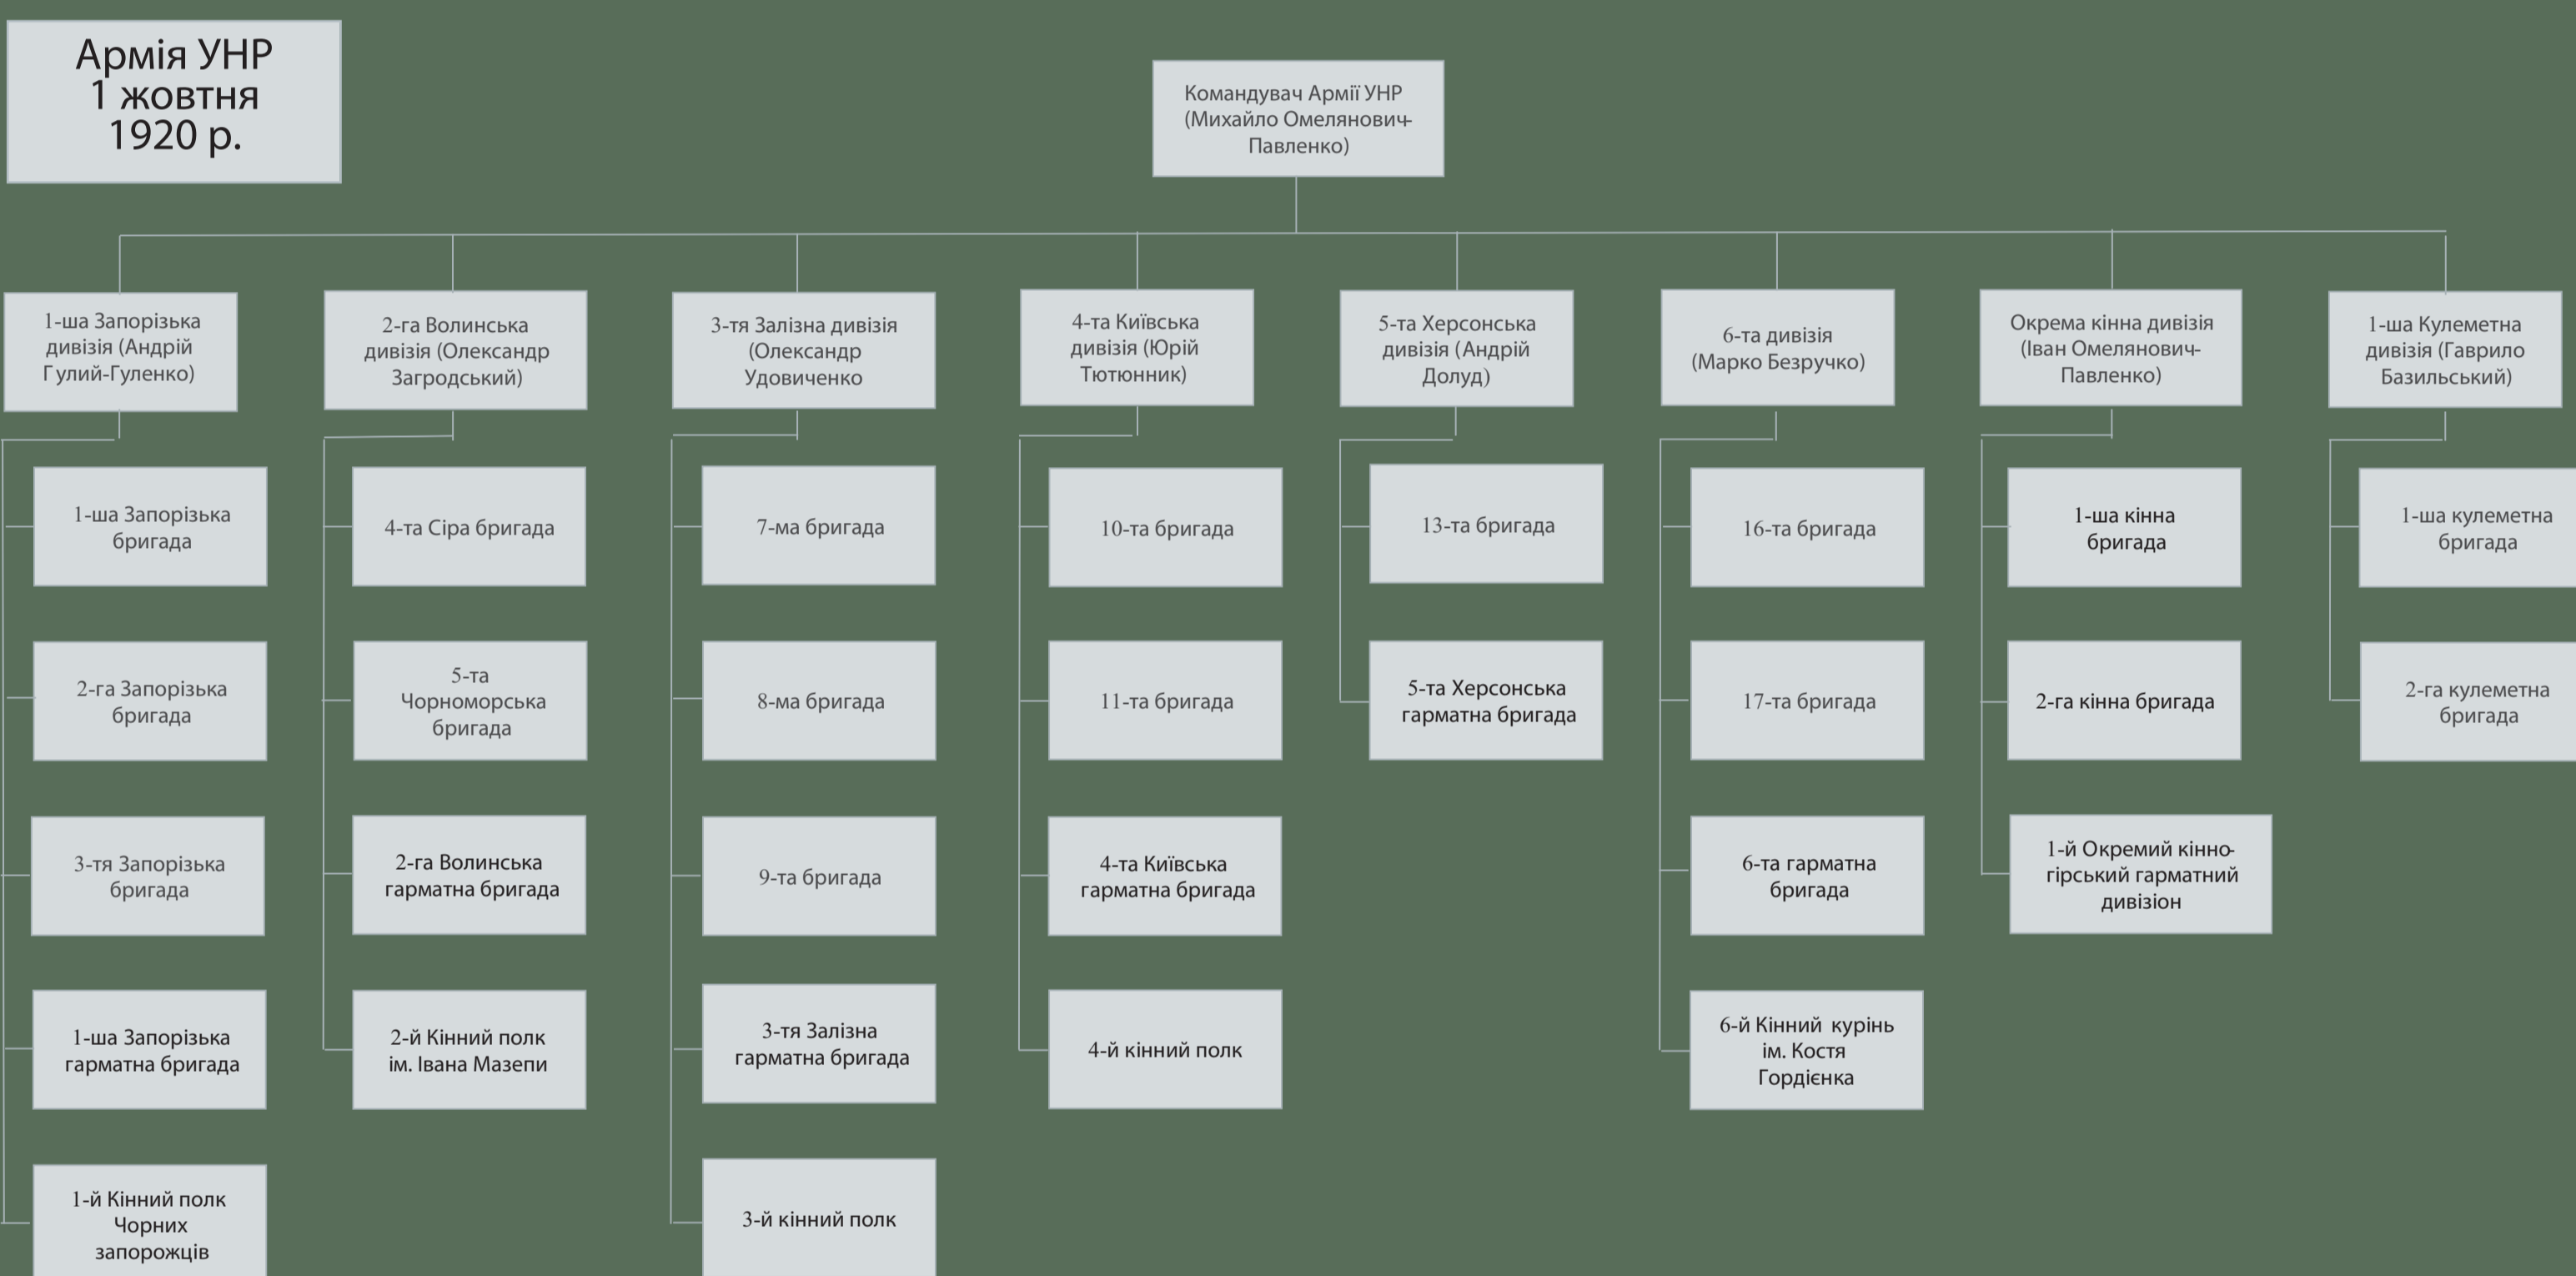 Армія УНР
1 жовтня
1920 р.
Командувач Армії УНР
(Михайло Омелянович-
Павленко)
1-ша Запорізька
дивізія (Андрій
Гулий-Гуленко)
2-га Волинська
дивізія (Олександр
Загродський)
3-тя Залізна дивізія
(Олександр
Удовиченко
4-та Київська
дивізія (Юрій
Тютюнник)
5-та Херсонська
дивізія (Андрій
Долуд)
6-та дивізія
(Марко Безручко)
Окрема кінна дивізія
(Іван Омелянович-
Павленко)
1-ша Кулеметна
дивізія (Гаврило
Базильський)
1-ша Запорізька
бригада
4-та Сіра бригада
7-ма бригада
10-та бригада
13-та бригада
16-та бригада
1-ша кінна
бригада
1-ша кулеметна
бригада
2-га Запорізька
бригада
5-та
Чорноморська
бригада
8-ма бригада
11-та бригада
5-та Херсонська
гарматна бригада
17-та бригада
2-га кінна бригада
2-га кулеметна
бригада
3-тя Запорізька
бригада
2-га Волинська
гарматна бригада
9-та бригада
4-та Київська
гарматна бригада
6-та гарматна
бригада
1-й Окремий кінно-
гірський гарматний
дивізіон
1-ша Запорізька
гарматна бригада
2-й Кінний полк
ім. Івана Мазепи
3-тя Залізна
гарматна бригада
4-й кінний полк
6-й Кінний курінь
ім. Костя
Гордієнка
1-й Кінний полк
Чорних
запорожців
3-й кінний полк